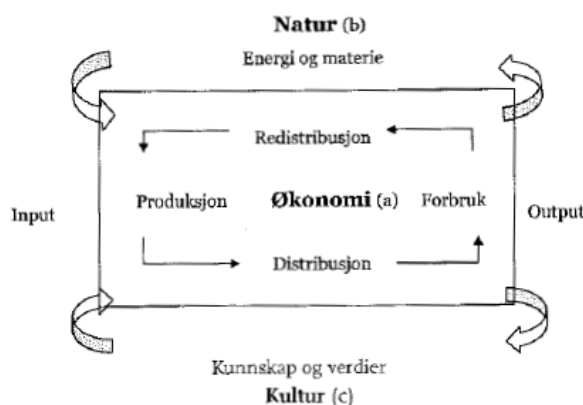 Natur (b)
Energi og materie
Redistribusjon
Input
Produksjon
Økonomi (a)
Forbruk
Output
Distribusjon
Kunnskap og verdier
Kultur (c)